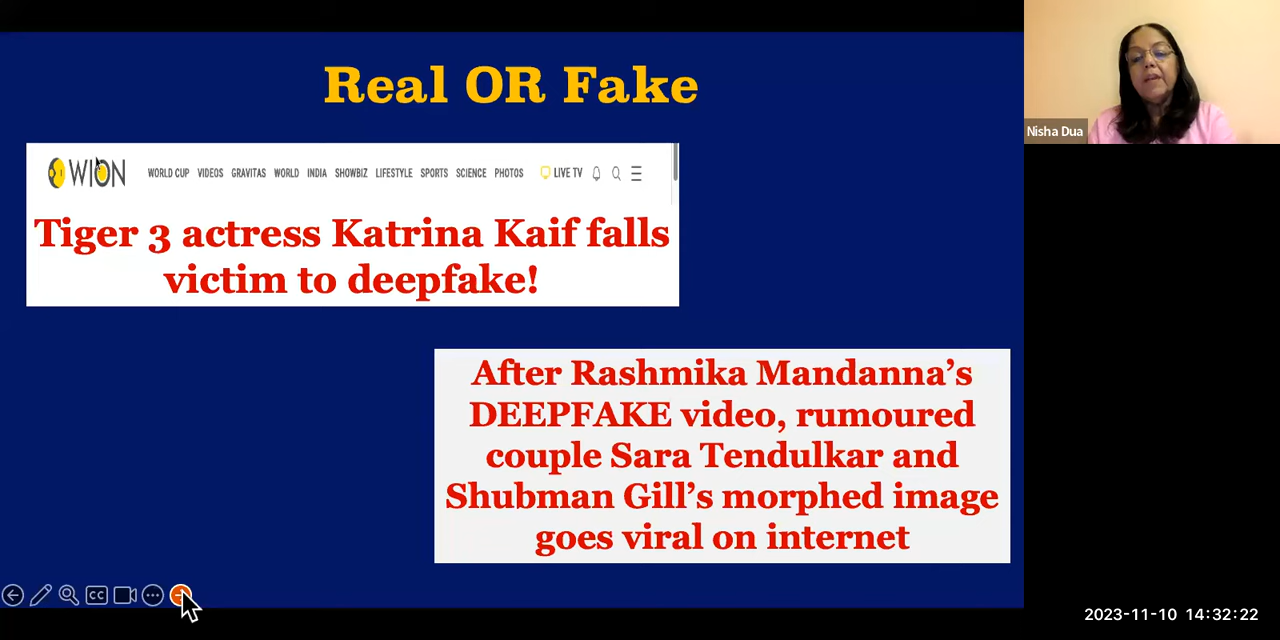 Real OR Fake
WION WORLD CUP VIDEOS GRAVITAS WORLD INDIA SHOWBIZ LIFESTYLE SPORTS SCIENCE PHOTOS LIVE TV
Tiger 3 actress Katrina Kaif falls
victim to deepfake!
After Rashmika Mandanna’s
DEEPFAKE video, rumoured
couple Sara Tendulkar and
Shubman Gill’s morphed image
goes viral on internet
CC
Nisha Dua
2023-11-10 14:32:22